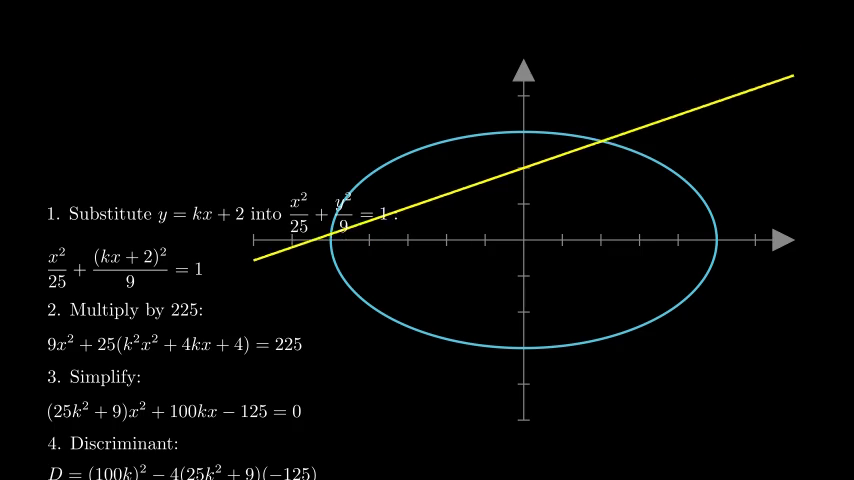 1. Substitute y = kx + 2 into x²/25 + y²/9 = 1 :
x²/25 + (kx + 2)²/9 = 1
2. Multiply by 225:
9x² + 25(k²x² + 4kx + 4) = 225
3. Simplify:
(25k² + 9)x² + 100kx − 125 = 0
4. Discriminant:
D = (100k)² − 4(25k² + 9)(−125)